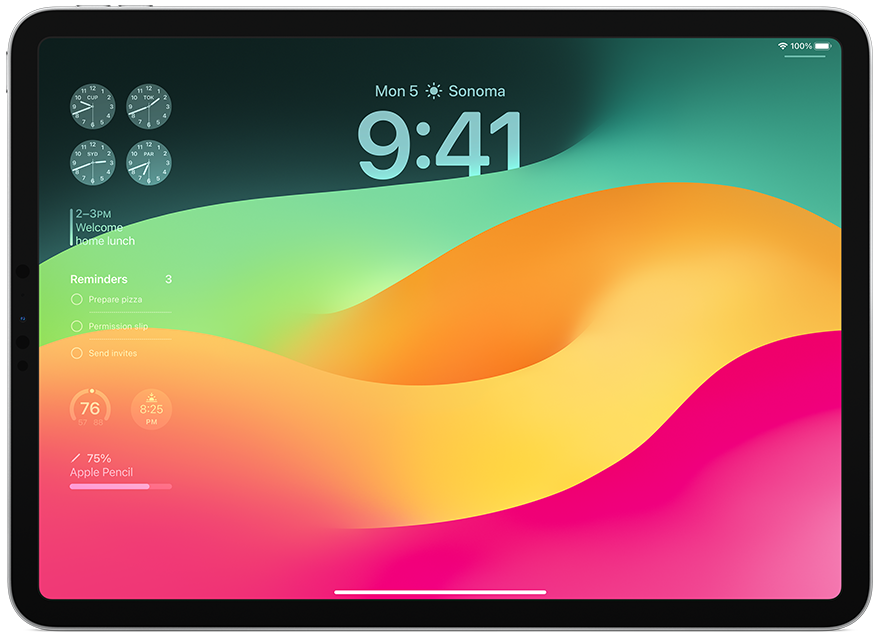 100%
Mon 5 Sonoma
9:41
CUP
TOK
SYD
PAR
2–3PM
Welcome
home lunch
Reminders 3
Prepare pizza
Permission slip
Send invites
76
57 88
8:25
PM
75%
Apple Pencil